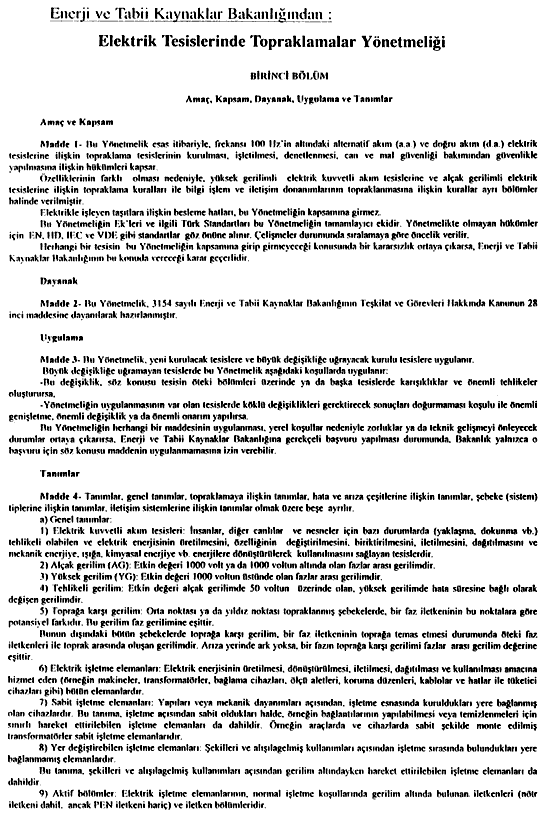 Enerji ve Tabii Kaynaklar Bakanlığından :
Elektrik Tesislerinde Topraklamalar Yönetmeliği
BİRİNCİ BÖLÜM
Amaç, Kapsam, Dayanak, Uygulama ve Tanımlar
Amaç ve Kapsam
Madde 1- Bu Yönetmelik esas itibariyle, frekansı 100 Hz'in altındaki alternatif akım (a.a.) ve doğru akım (d.a.) elektrik
tesislerine ilişkin topraklama tesislerinin kurulması, işletilmesi, denetlenmesi, can ve mal güvenliği bakımından güvenlikle
yapılmasına ilişkin hükümleri kapsar.
Özelliklerinin farklı olması nedeniyle, yüksek gerilimli elektrik kuvvetli akım tesislerine ve alçak gerilimli elektrik
tesislerine ilişkin topraklama kuralları ile bilgi işlem ve iletişim donanımlarının topraklanmasına ilişkin kurallar ayrı bölümler
halinde verilmiştir.
Elektrikle işleyen taşıtlara ilişkin besleme hatları, bu Yönetmeliğin kapsamına girmez.
Bu Yönetmeliğin Ek'leri ve ilgili Türk Standartları bu Yönetmeliğin tamamlayıcı ekidir. Yönetmelikte olmayan hükümler
için EN, HD, IEC ve VDE gibi standartlar göz önüne alınır. Çelişmeler durumunda sıralamaya göre öncelik verilir.
Herhangi bir tesisin bu Yönetmeliğin kapsamına girip girmeyeceği konusunda bir kararsızlık ortaya çıkarsa, Enerji ve Tabii
Kaynaklar Bakanlığının bu konuda vereceği karar geçerlidir.
Dayanak
Madde 2- Bu Yönetmelik, 3154 sayılı Enerji ve Tabii Kaynaklar Bakanlığının Teşkilat ve Görevleri Hakkında Kanunun 28
inci maddesine dayanılarak hazırlanmıştır.
Uygulama
Madde 3- Bu Yönetmelik, yeni kurulacak tesislere ve büyük değişikliğe uğrayacak kurulu tesislere uygulanır.
Büyük değişikliğe uğramayan tesislerde bu Yönetmelik aşağıdaki koşullarda uygulanır:
-Bu değişiklik, söz konusu tesisin öteki bölümleri üzerinde ya da başka tesislerde karışıklıklar ve önemli tehlikeler
oluşturursa,
-Yönetmeliğin uygulanmasının var olan tesislerde köklü değişiklikleri gerektirecek sonuçları doğurmaması koşulu ile önemli
genişletme, önemli değişiklik ya da önemli onarım yapılırsa.
Bu Yönetmeliğin herhangi bir maddesinin uygulanması, yerel koşullar nedeniyle zorluklar ya da teknik gelişmeyi önleyecek
durumlar ortaya çıkarırsa, Enerji ve Tabii Kaynaklar Bakanlığına gerekçeli başvuru yapılması durumunda, Bakanlık yalnızca o
başvuru için söz konusu maddenin uygulanmamasına izin verebilir.
Tanımlar
Madde 4- Tanımlar, genel tanımlar, topraklamaya ilişkin tanımlar, hata ve arıza çeşitlerine ilişkin tanımlar, şebeke (sistem)
tiplerine ilişkin tanımlar, iletişim sistemlerine ilişkin tanımlar olmak üzere beşe ayrılır.
a) Genel tanımlar:
1) Elektrik kuvvetli akım tesisleri: İnsanlar, diğer canlılar ve nesneler için bazı durumlarda (yaklaşma, dokunma vb.)
tehlikeli olabilen ve elektrik enerjisinin üretilmesini, özelliğinin değiştirilmesini, biriktirilmesini, iletilmesini, dağıtılmasını ve
mekanik enerjiye, ışığa, kimyasal enerjiye vb. enerjilere dönüştürülerek kullanılmasını sağlayan tesislerdir.
2) Alçak gerilim (AG): Etkin değeri 1000 volt ya da 1000 voltun altında olan fazlar arası gerilimdir.
3) Yüksek gerilim (YG): Etkin değeri 1000 voltun üstünde olan fazlar arası gerilimdir.
4) Tehlikeli gerilim: Etkin değeri alçak gerilimde 50 voltun üzerinde olan, yüksek gerilimde hata süresine bağlı olarak
değişen gerilimdir.
5) Toprağa karşı gerilim: Orta noktası ya da yıldız noktası topraklanmış şebekelerde, bir faz iletkeninin bu noktalara göre
potansiyel farkıdır. Bu gerilim faz gerilimine eşittir.
Bunun dışındaki bütün şebekelerde toprağa karşı gerilim, bir faz iletkeninin toprağa temas etmesi durumunda öteki faz
iletkenleri ile toprak arasında oluşan gerilimdir. Arıza yerinde ark yoksa, bir fazın toprağa karşı gerilimi fazlar arası gerilim değerine
eşittir.
6) Elektrik işletme elemanları: Elektrik enerjisinin üretilmesi, dönüştürülmesi, iletilmesi, dağıtılması ve kullanılması amacına
hizmet eden (örneğin makineler, transformatörler, bağlama cihazları, ölçü aletleri, koruma düzenleri, kablolar ve hatlar ile tüketici
cihazları gibi) bütün elemanlardır.
7) Sabit işletme elemanları: Yapıları veya mekanik dayanımları açısından, işletme esnasında kuruldukları yere bağlanmış
olan cihazlardır. Bu tanıma, işletme açısından sabit oldukları halde, örneğin bağlantılarının yapılabilmesi veya temizlenmeleri için
sınırlı hareket ettirilebilen işletme elemanları da dahildir. Örneğin araçlarda ve cihazlarda sabit şekilde monte edilmiş
transformatörler sabit işletme elemanlarıdır.
8) Yer değiştirebilen işletme elemanları: Şekilleri ve alışılagelmiş kullanımları açısından işletme sırasında bulundukları yere
bağlanmamış elemanlardır.
Bu tanıma, şekilleri ve alışılagelmiş kullanımları açısından gerilim altındayken hareket ettirilebilen işletme elemanları da
dahildir.
9) Aktif bölümler: Elektrik işletme elemanlarının, normal işletme koşullarında gerilim altında bulunan iletkenleri (nötr
iletkeni dahil, ancak PEN iletkeni hariç) ve iletken bölümleridir.